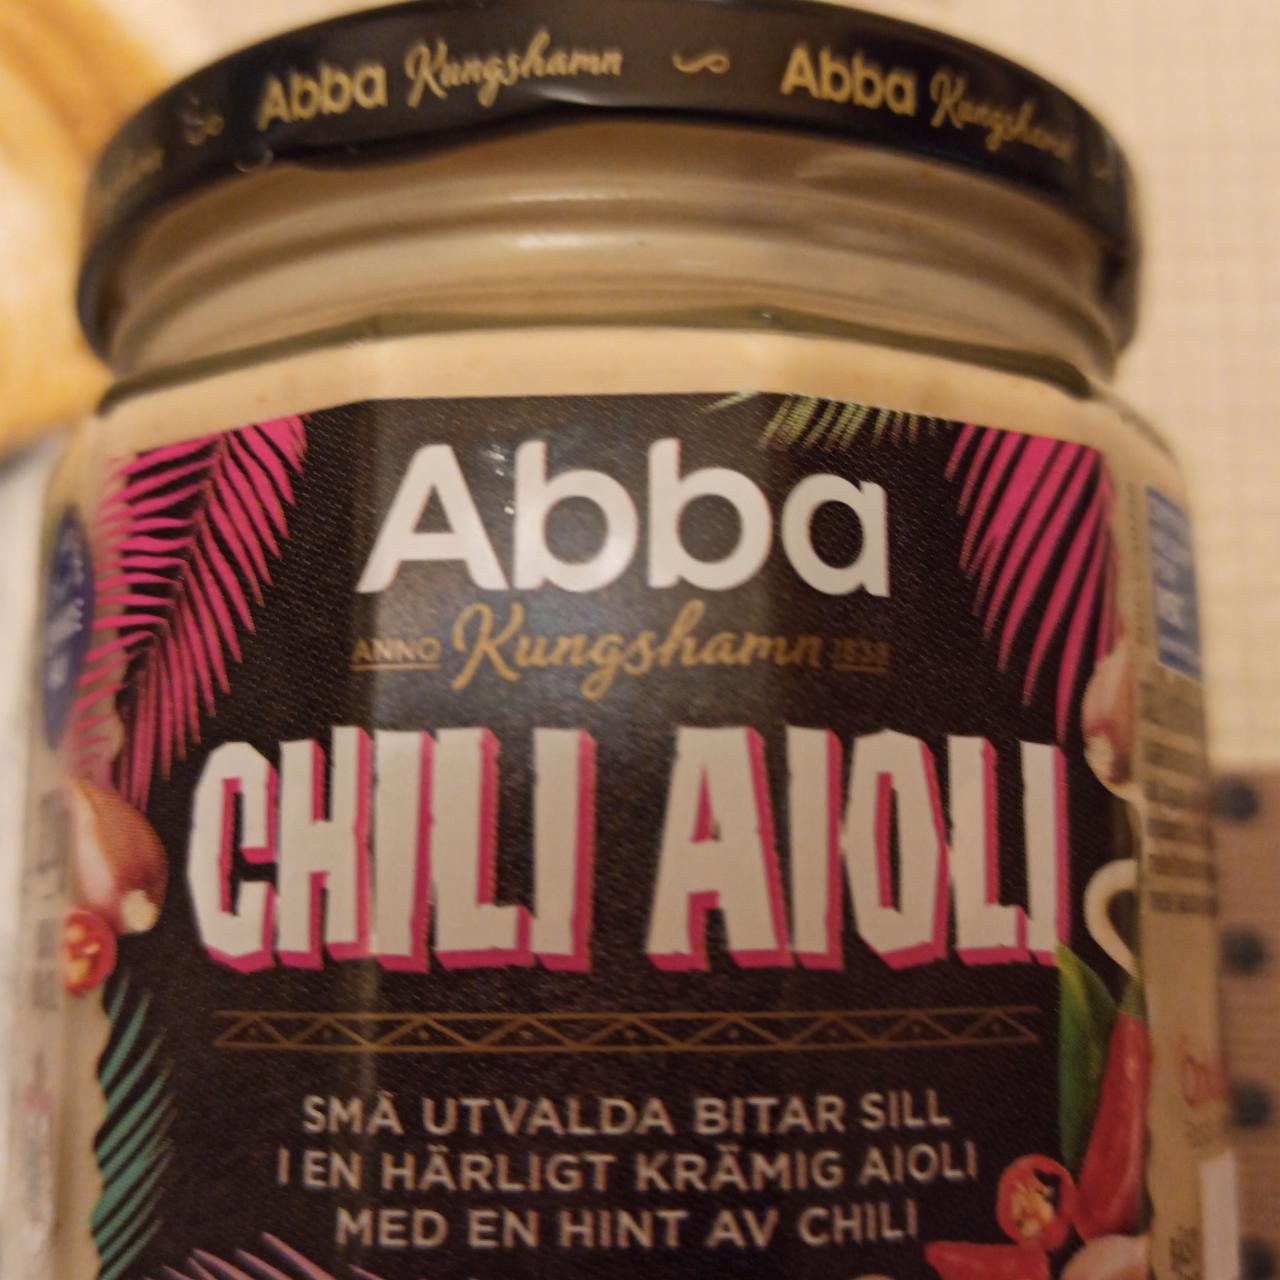 Abba Kungshamn Abba Kungshamn
Abba
ANNO Kungshamn 1838
CHILI AIOLI
SMÅ UTVALDA BITAR SILL
I EN HÄRLIGT KRÄMIG AIOLI
MED EN HINT AV CHILI